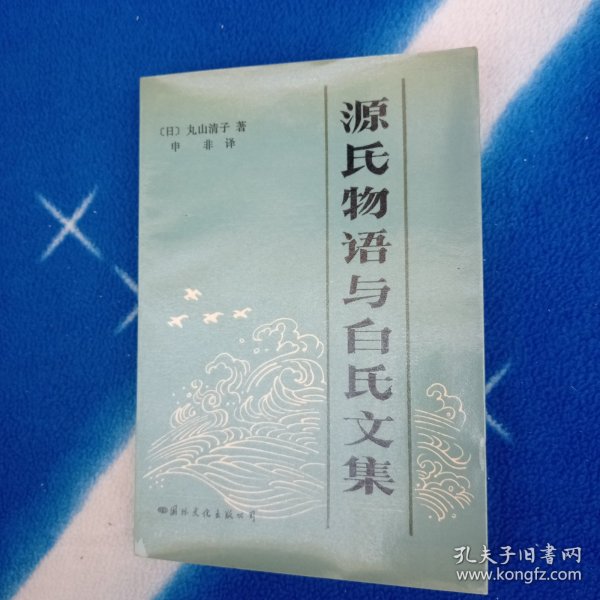 源氏物语与白氏文集
〔日〕丸山清子 著
申 非 译
国际文化出版公司
孔夫子旧书网
www.kongfz.com